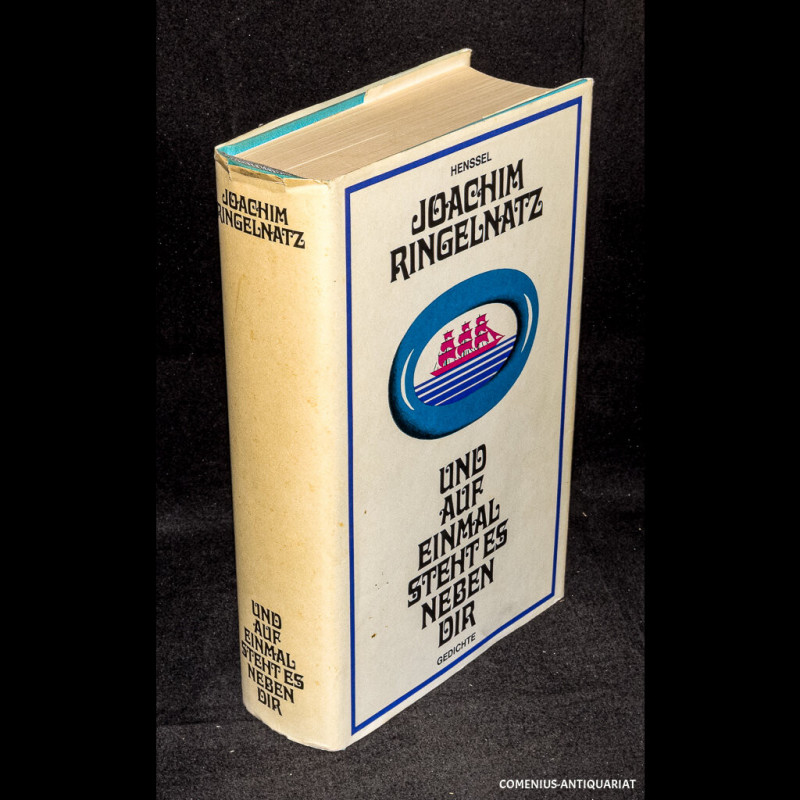 JOACHIM
RINGELNATZ
UND
AUF
EINMAL
STEHT ES
NEBEN
DIR
HENSSEL
JOACHIM
RINGELNATZ
UND
AUF
EINMAL
STEHT ES
NEBEN
DIR
GEDICHTE
COMENIUS-ANTIQUARIAT